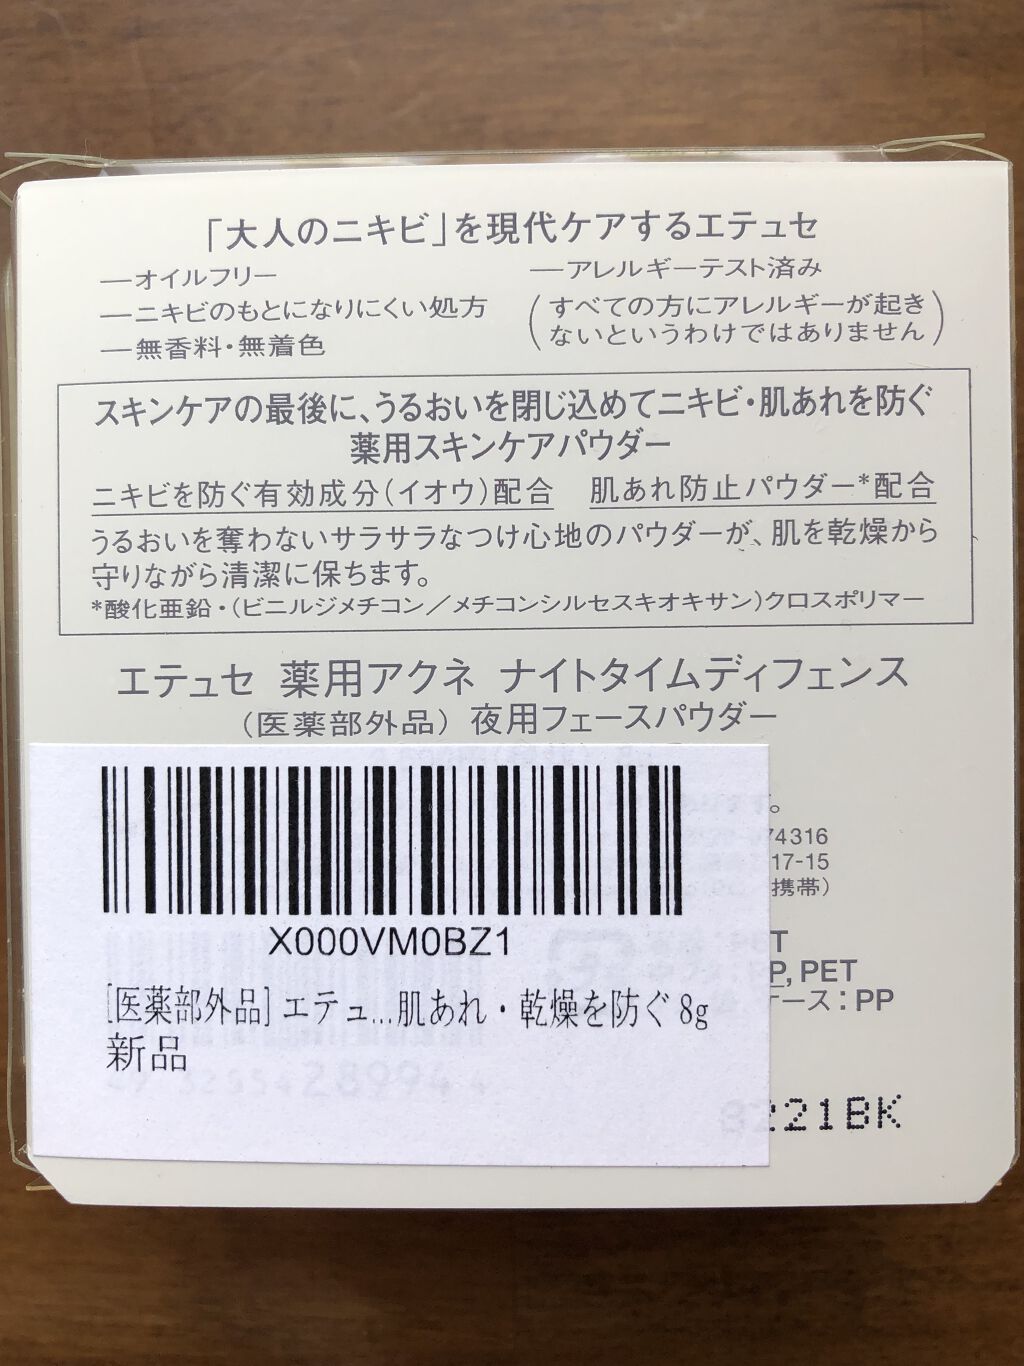 「大人のニキビ」を現代ケアするエテュセ
—オイルフリー
—ニキビのもとになりにくい処方
—無香料・無着色
—アレルギーテスト済み
(すべての方にアレルギーが起き
ないというわけではありません)
スキンケアの最後に、うるおいを閉じ込めてニキビ・肌あれを防ぐ
薬用スキンケアパウダー
ニキビを防ぐ有効成分(イオウ)配合 肌あれ防止パウダー*配合
うるおいを奪わないサラサラなつけ心地のパウダーが、肌を乾燥から
守りながら清潔に保ちます。
*酸化亜鉛・(ビニルジメチコン/メチコンシルセスキオキサン)クロスポリマー
エテュセ 薬用アクネ ナイトタイムディフェンス
(医薬部外品) 夜用フェースパウダー
。
74316
17-15
携帯)
PP, PET
ケース:PP
X000VM0BZ1
[医薬部外品] エテュ...肌あれ・乾燥を防ぐ 8g
新品
8221BK